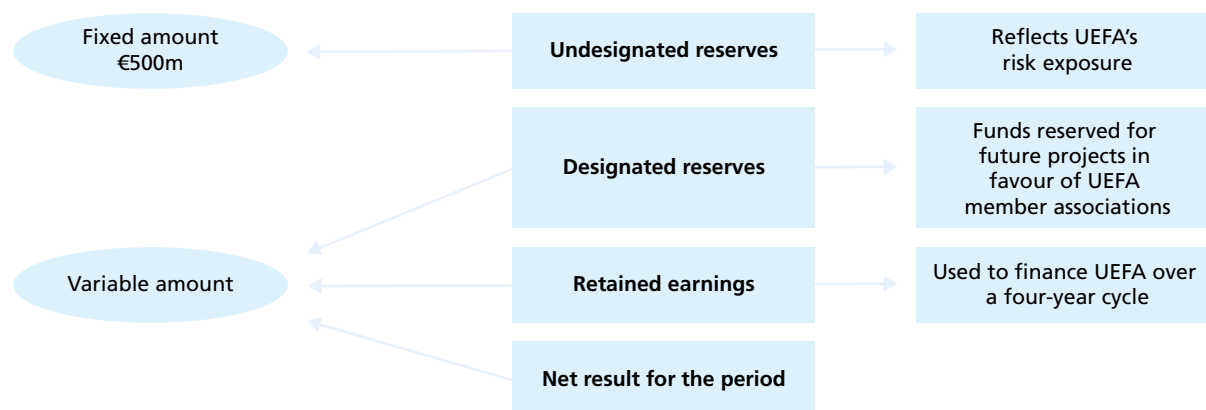 Fixed amount
€500m
Undesignated reserves
Reflects UEFA’s
risk exposure
Designated reserves
Funds reserved for
future projects in
favour of UEFA
member associations
Variable amount
Retained earnings
Used to finance UEFA over
a four-year cycle
Net result for the period